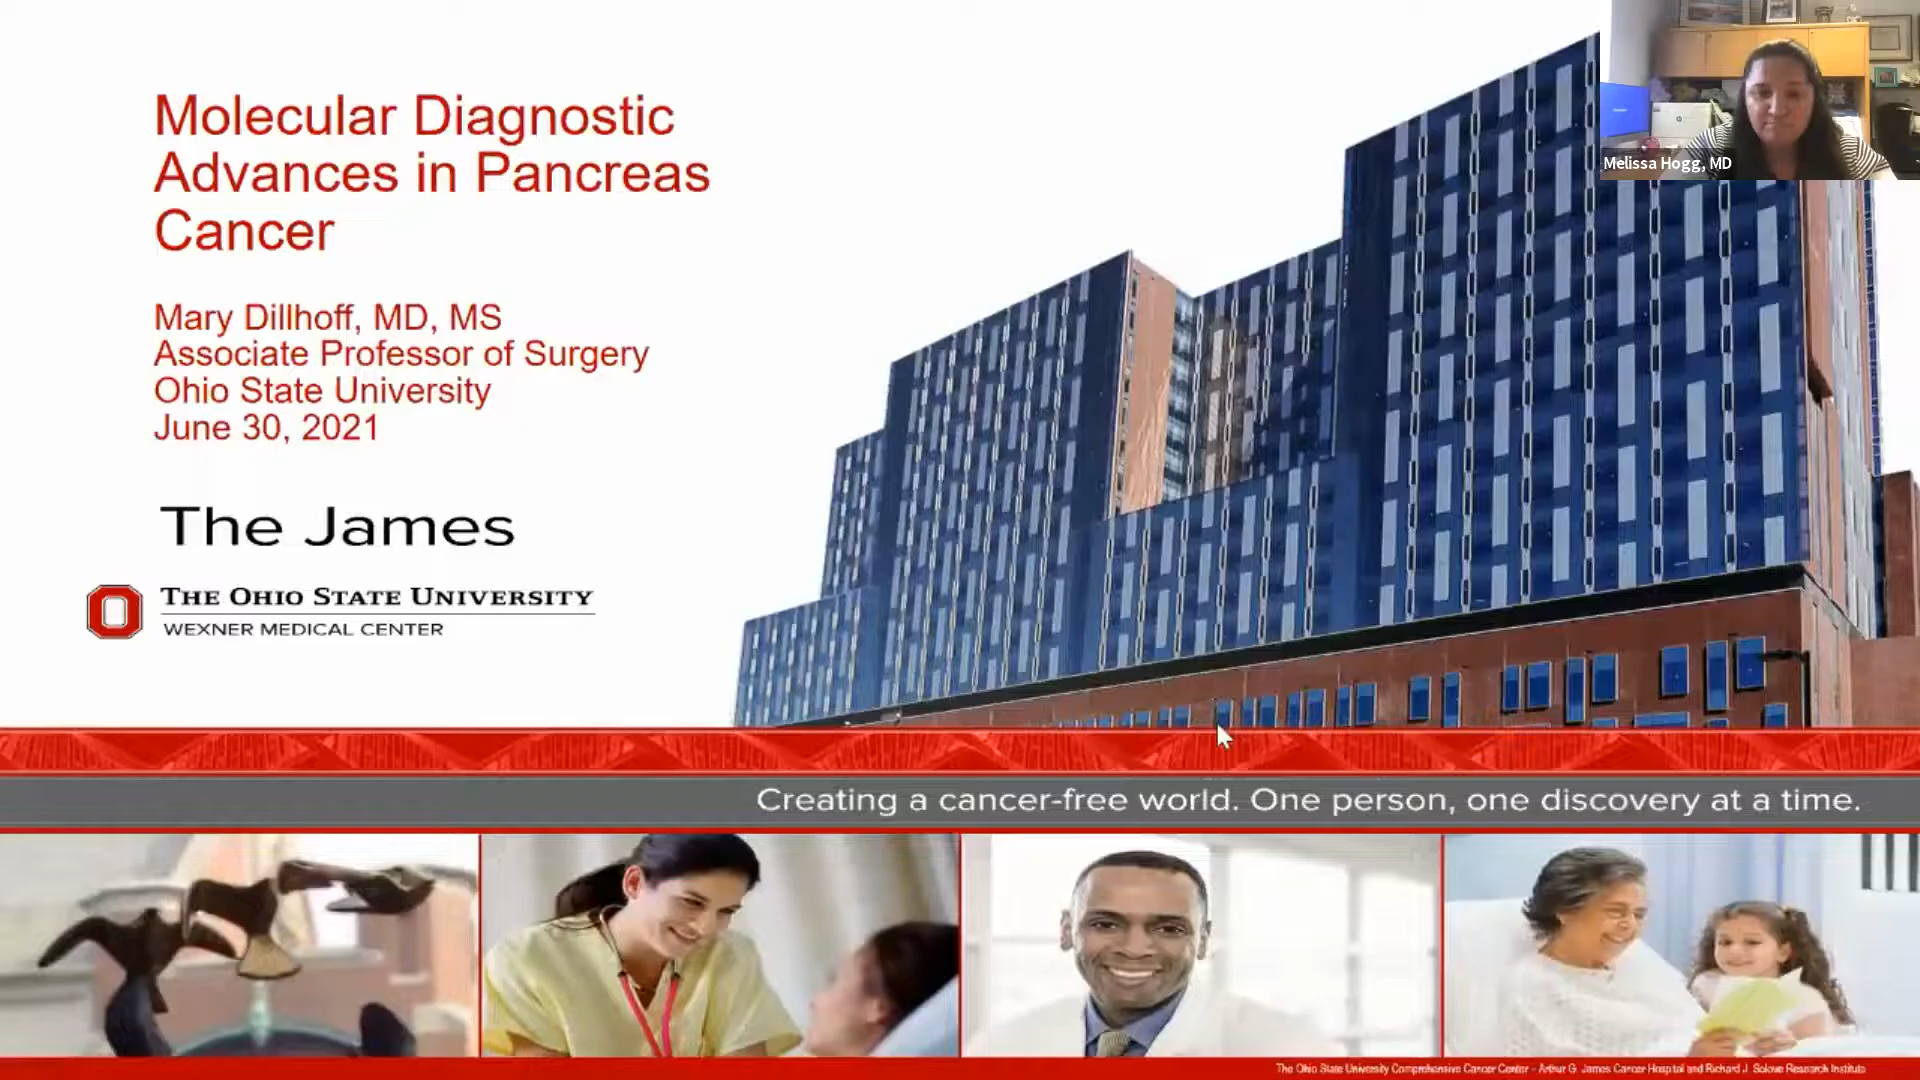 Molecular Diagnostic
Advances in Pancreas
Cancer
Melissa Hogg, MD
Mary Dillhoff, MD, MS
Associate Professor of Surgery
Ohio State University
June 30, 2021
The James
THE OHIO STATE UNIVERSITY
WEXNER MEDICAL CENTER
Creating a cancer-free world. One person, one discovery at a time.
The Ohio State University Comprehensive Cancer Center - Arthur G. James Cancer Hospital and Richard J. Solove Research Institute